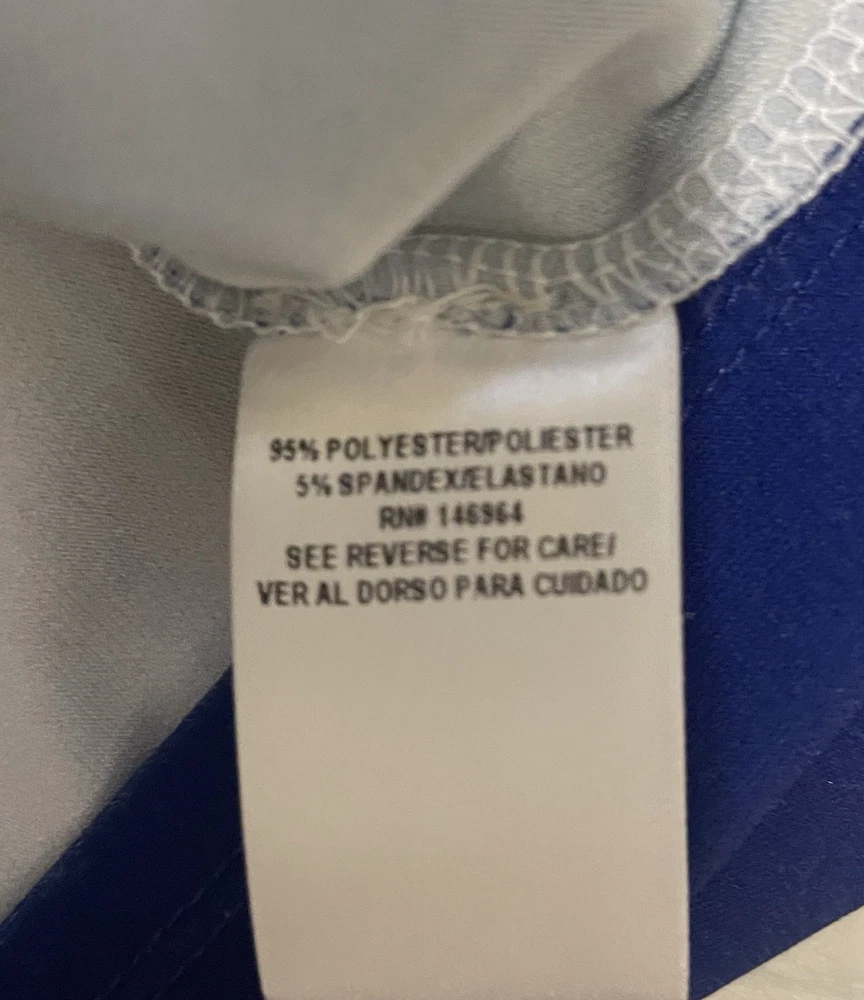 95% POLYESTER/POLIESTER
5% SPANDEX/ELASTANO
RN# 146964
SEE REVERSE FOR CARE/
VER AL DORSO PARA CUIDADO